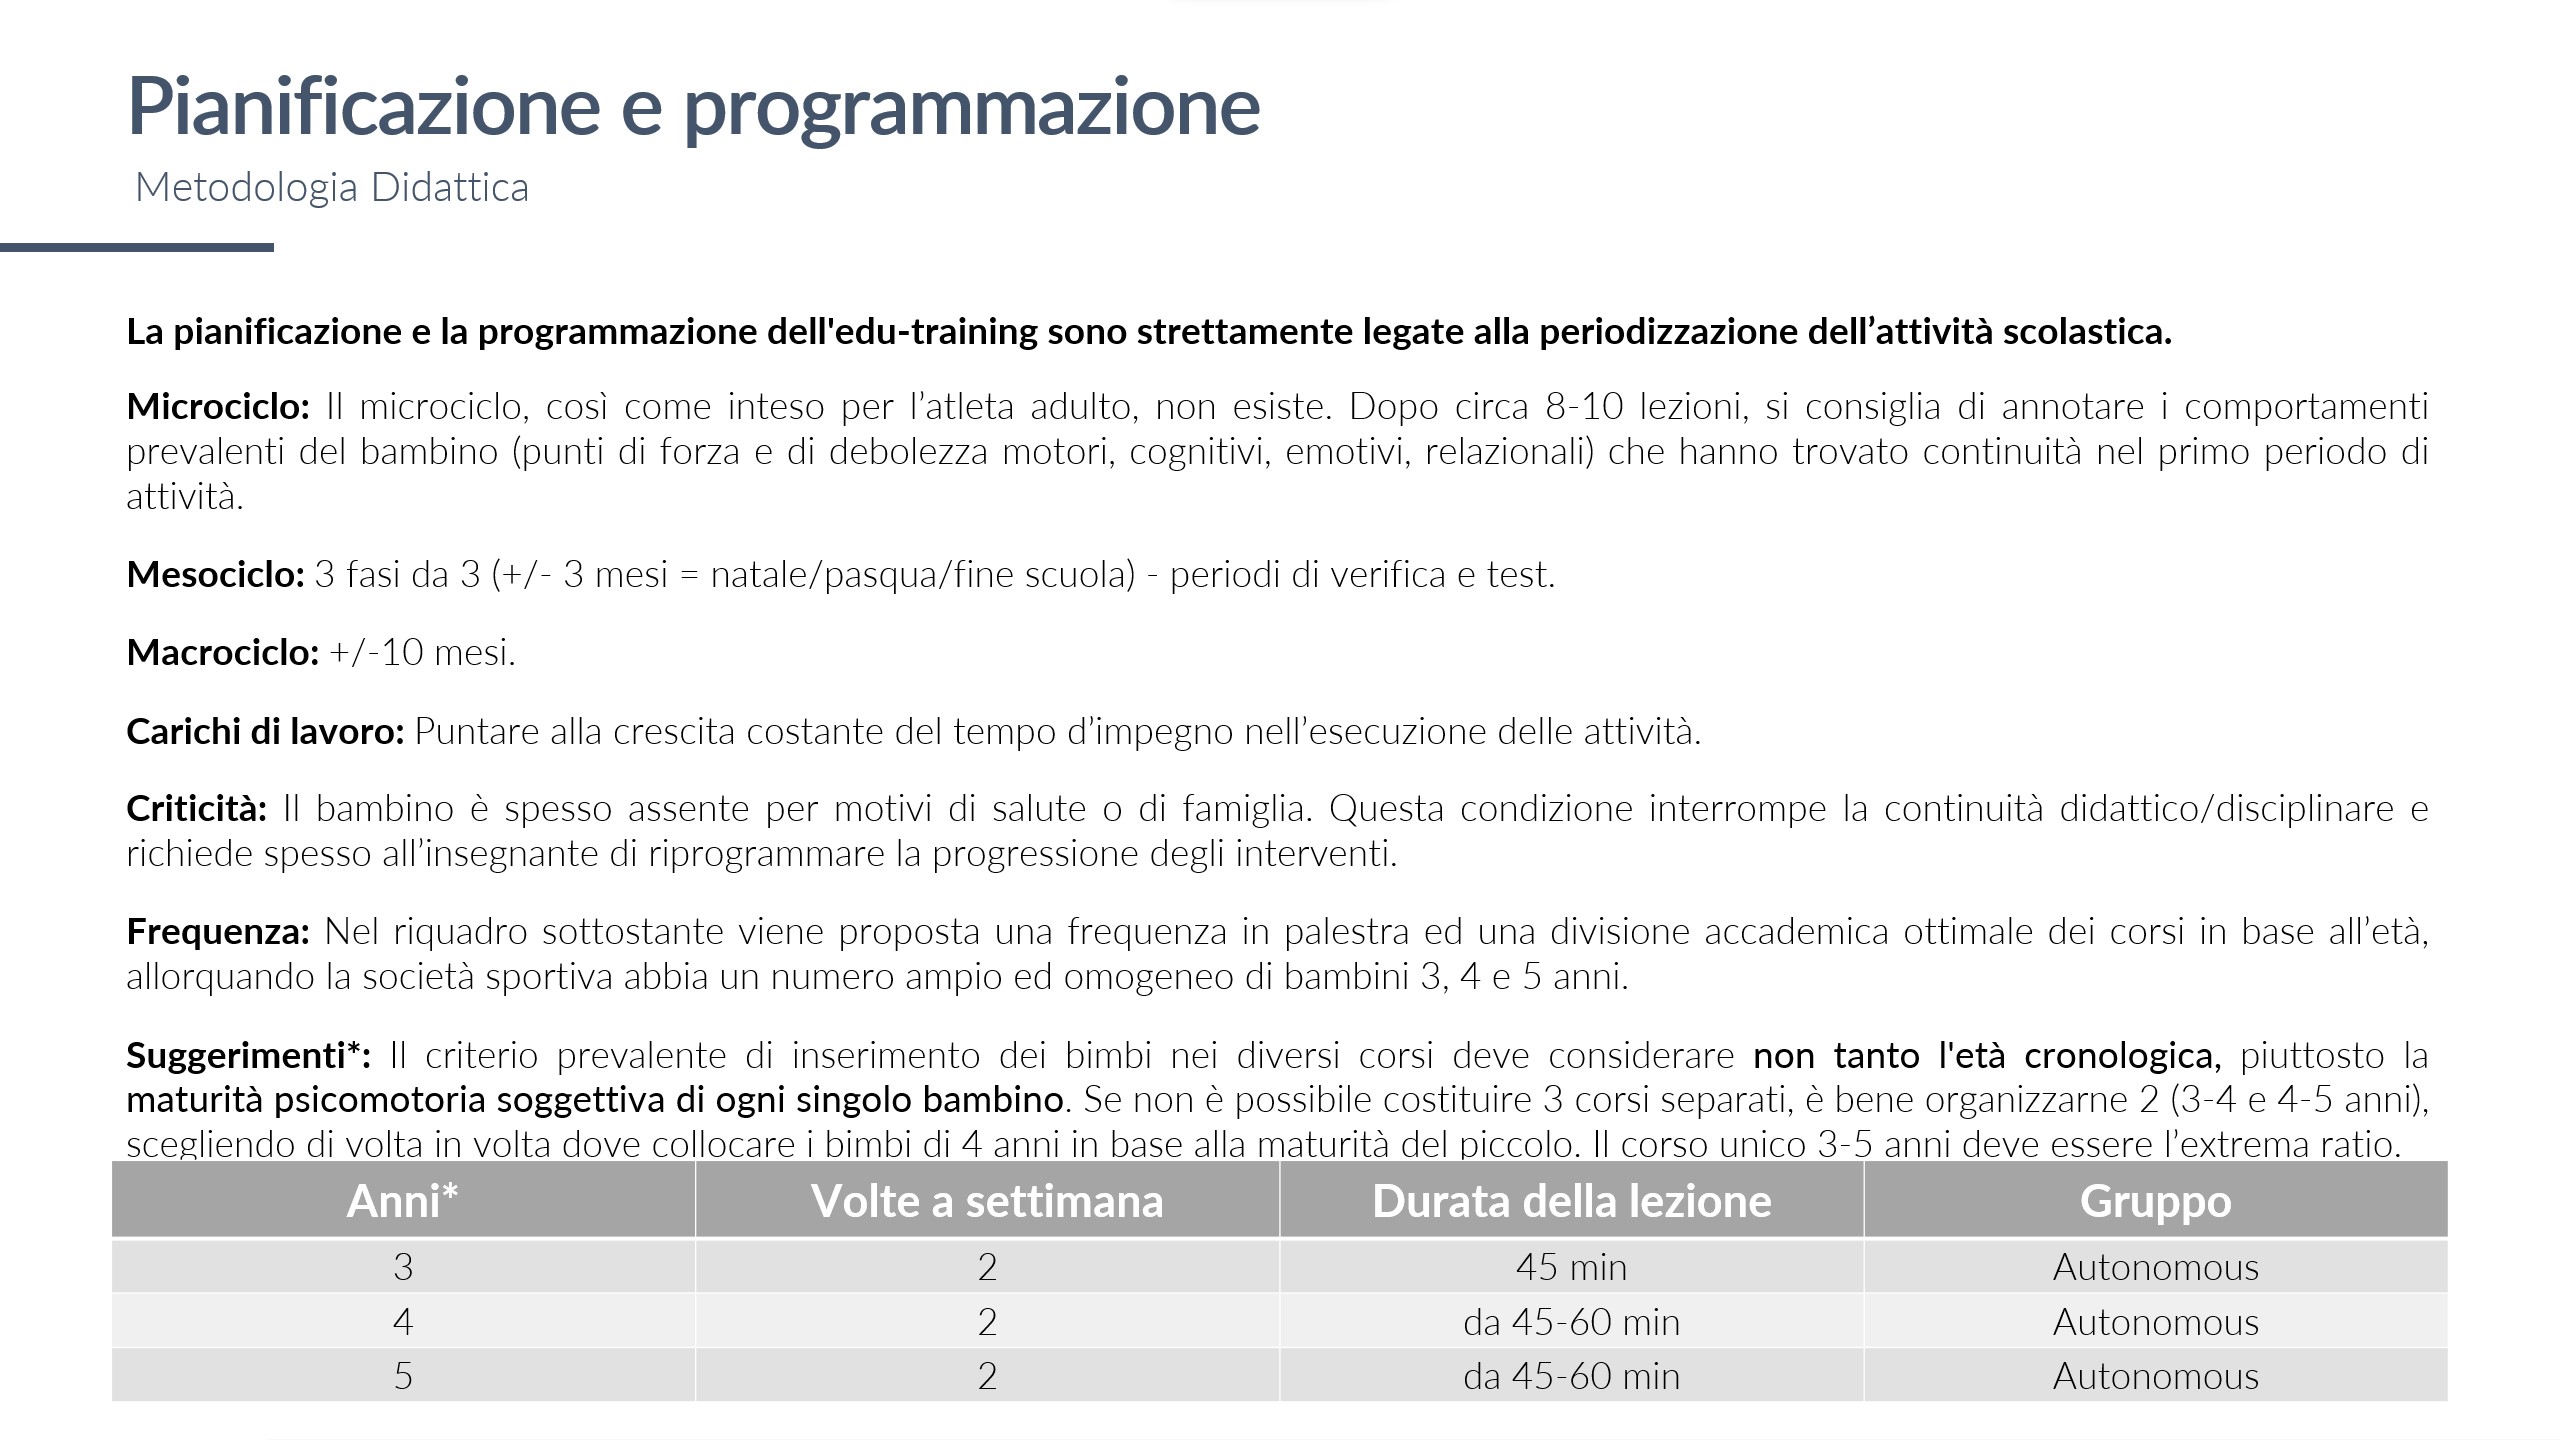 Pianificazione e programmazione
Metodologia Didattica
La pianificazione e la programmazione dell'edu-training sono strettamente legate alla periodizzazione dell’attività scolastica.
Microciclo: Il microciclo, così come inteso per l’atleta adulto, non esiste. Dopo circa 8-10 lezioni, si consiglia di annotare i comportamenti
prevalenti del bambino (punti di forza e di debolezza motori, cognitivi, emotivi, relazionali) che hanno trovato continuità nel primo periodo di
attività.
Mesociclo: 3 fasi da 3 (+/- 3 mesi = natale/pasqua/fine scuola) - periodi di verifica e test.
Macrociclo: +/-10 mesi.
Carichi di lavoro: Puntare alla crescita costante del tempo d’impegno nell’esecuzione delle attività.
Criticità: Il bambino è spesso assente per motivi di salute o di famiglia. Questa condizione interrompe la continuità didattico/disciplinare e
richiede spesso all’insegnante di riprogrammare la progressione degli interventi.
Frequenza: Nel riquadro sottostante viene proposta una frequenza in palestra ed una divisione accademica ottimale dei corsi in base all’età,
allorquando la società sportiva abbia un numero ampio ed omogeneo di bambini 3, 4 e 5 anni.
Suggerimenti*: Il criterio prevalente di inserimento dei bimbi nei diversi corsi deve considerare non tanto l'età cronologica, piuttosto la
maturità psicomotoria soggettiva di ogni singolo bambino. Se non è possibile costituire 3 corsi separati, è bene organizzarne 2 (3-4 e 4-5 anni),
scegliendo di volta in volta dove collocare i bimbi di 4 anni in base alla maturità del piccolo. Il corso unico 3-5 anni deve essere l’extrema ratio.
Anni* Volte a settimana Durata della lezione Gruppo
3 2 45 min Autonomous
4 2 da 45-60 min Autonomous
5 2 da 45-60 min Autonomous